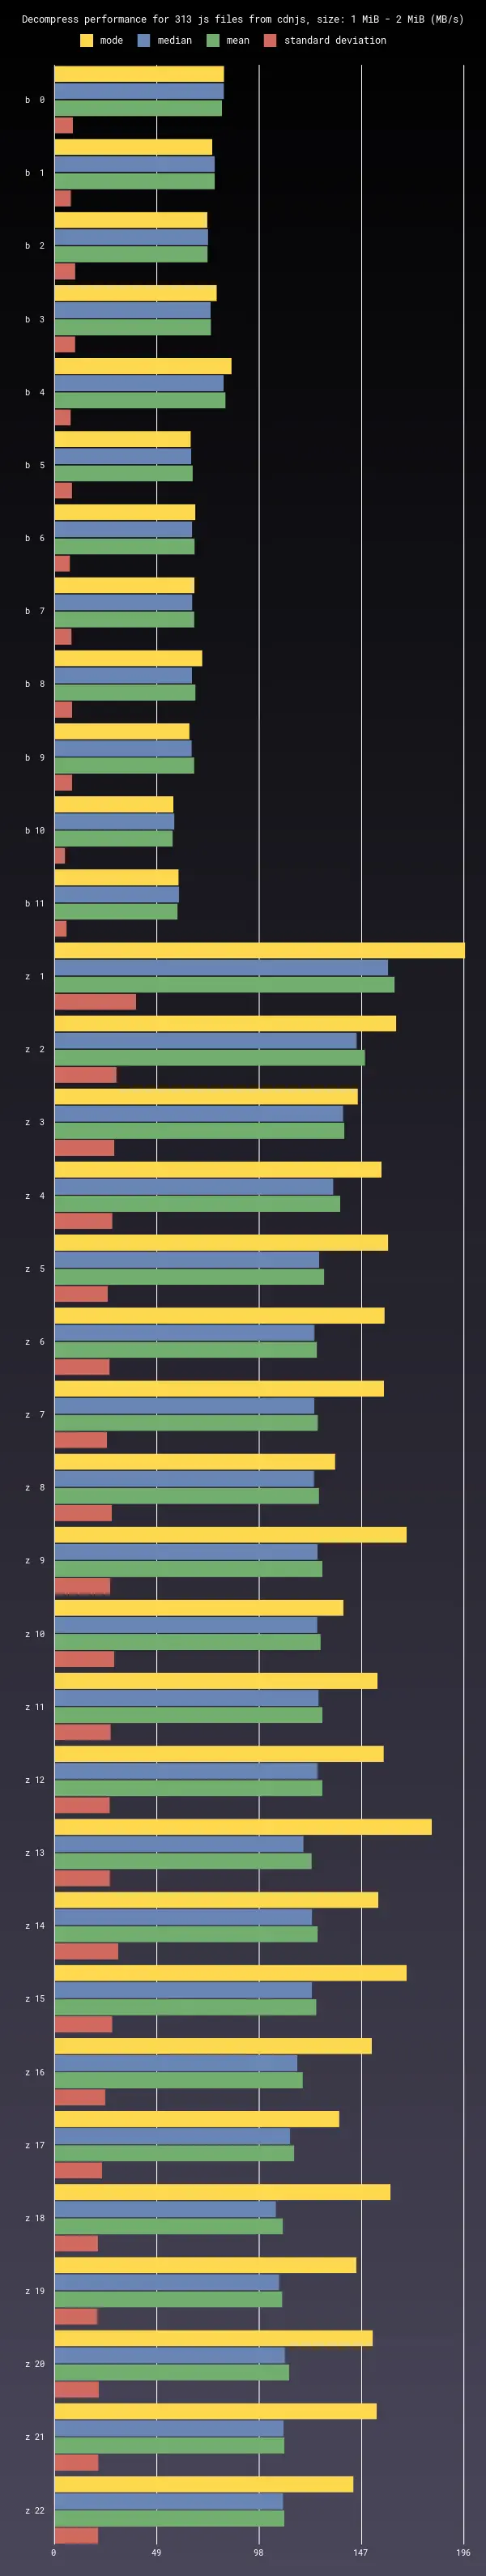 Decompress performance for 313 js files from cdnjs, size: 1 MiB - 2 MiB (MB/s)
mode median mean standard deviation
b 0
b 1
b 2
b 3
b 4
b 5
b 6
b 7
b 8
b 9
b 10
b 11
z 1
z 2
z 3
z 4
z 5
z 6
z 7
z 8
z 9
z 10
z 11
z 12
z 13
z 14
z 15
z 16
z 17
z 18
z 19
z 20
z 21
z 22
0 49 98 147 196